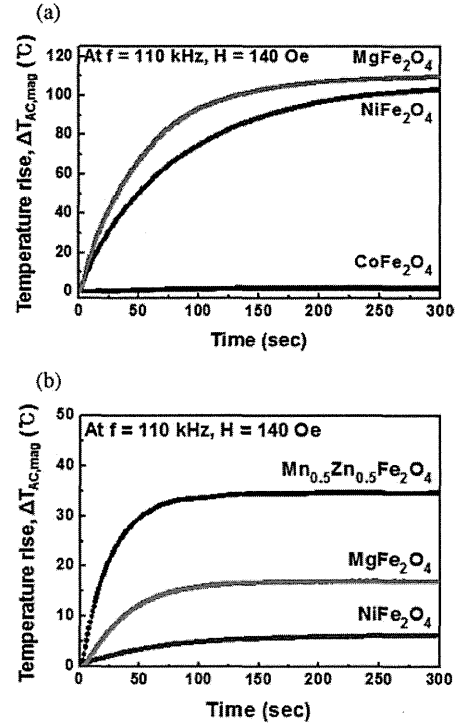 (a)
Temperature rise, ΔT_AC,mag (℃)
At f = 110 kHz, H = 140 Oe
MgFe₂O₄
NiFe₂O₄
CoFe₂O₄
120
100
80
60
40
20
0
0 50 100 150 200 250 300
Time (sec)
(b)
Temperature rise, ΔT_AC,mag (℃)
At f = 110 kHz, H = 140 Oe
Mn₀.₅Zn₀.₅Fe₂O₄
MgFe₂O₄
NiFe₂O₄
50
40
30
20
10
0
0 50 100 150 200 250 300
Time (sec)